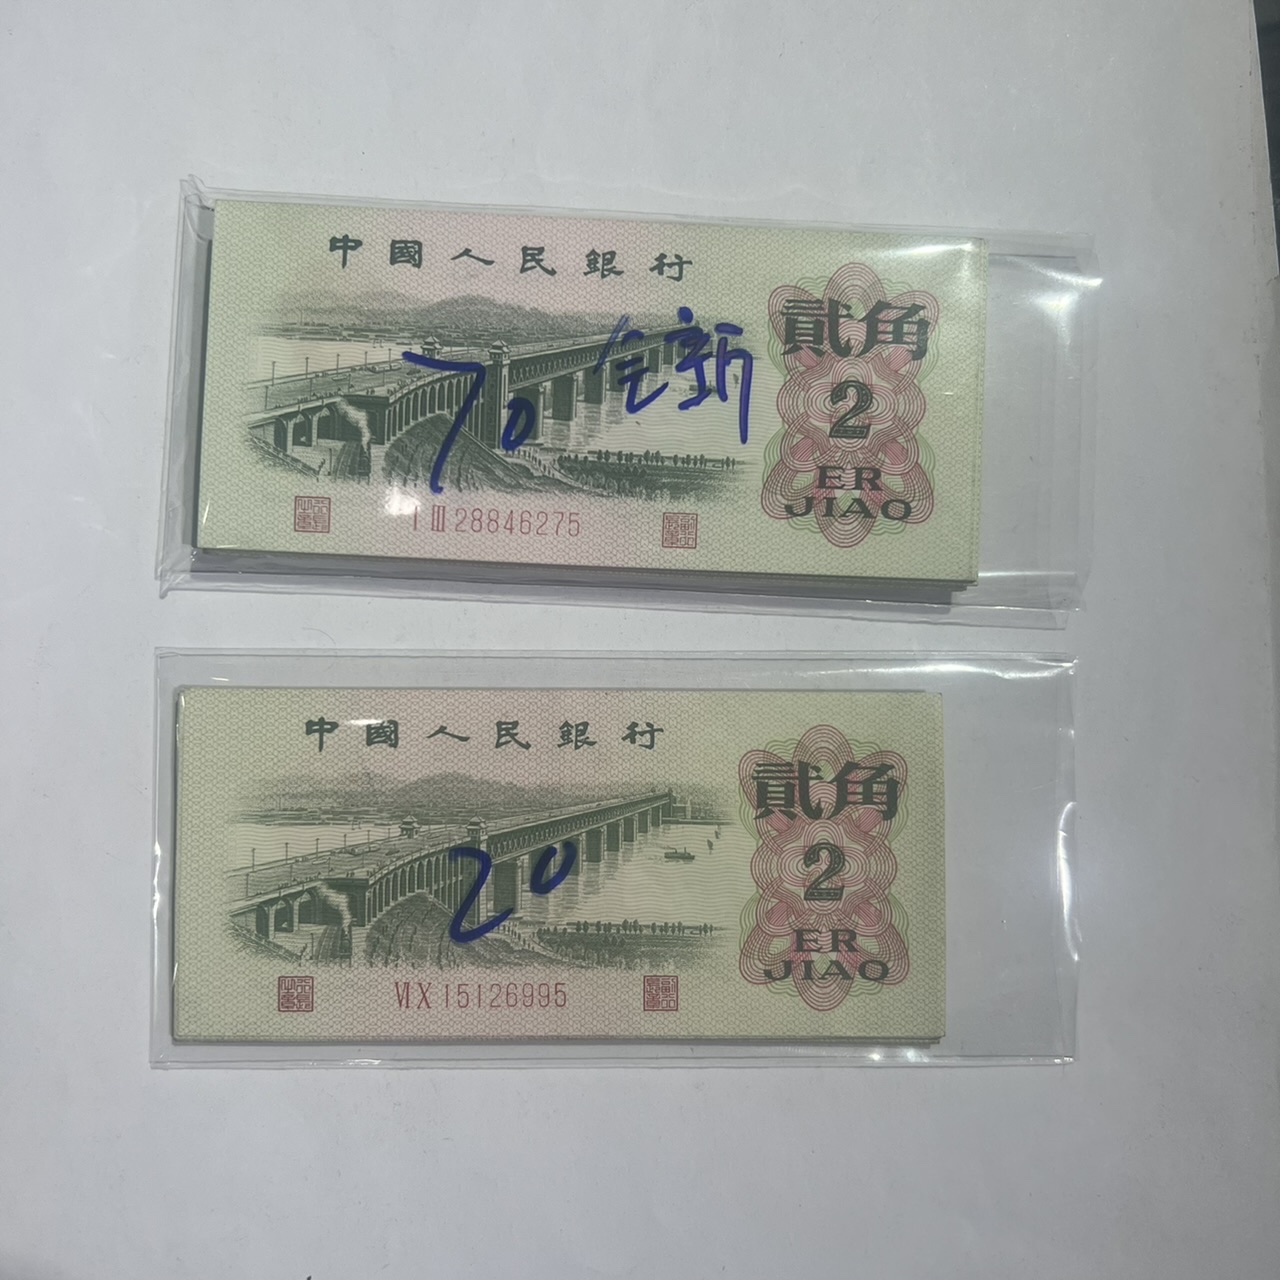 中國人民銀行
貳角
70 全新
2
ER
JIAO
I III 28846275
中國人民銀行
貳角
20
2
ER
JIAO
VI X 15126995